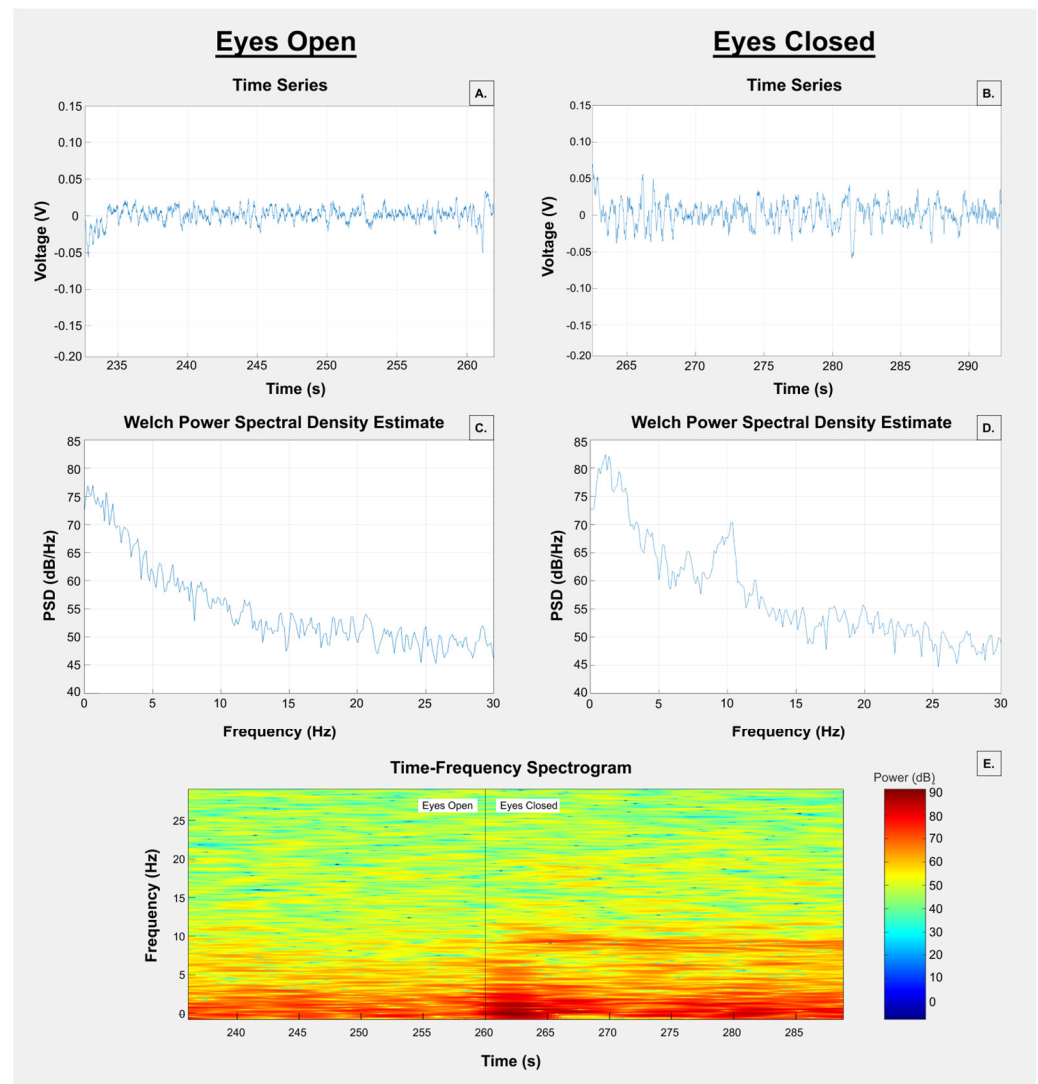 Eyes Open
Eyes Closed
Time Series
A.
0.15
0.10
0.05
0
-0.05
-0.10
-0.15
-0.20
Voltage (V)
235 240 245 250 255 260
Time (s)
Time Series
B.
0.15
0.10
0.05
0
-0.05
-0.10
-0.15
-0.20
Voltage (V)
265 270 275 280 285 290
Time (s)
Welch Power Spectral Density Estimate
C.
85
80
75
70
65
60
55
50
45
40
PSD (dB/Hz)
0 5 10 15 20 25 30
Frequency (Hz)
Welch Power Spectral Density Estimate
D.
85
80
75
70
65
60
55
50
45
40
PSD (dB/Hz)
0 5 10 15 20 25 30
Frequency (Hz)
E.
Time-Frequency Spectrogram
Eyes Open
Eyes Closed
25
20
15
10
5
0
Frequency (Hz)
240 245 250 255 260 265 270 275 280 285
Time (s)
Power (dB)
90
80
70
60
50
40
30
20
10
0